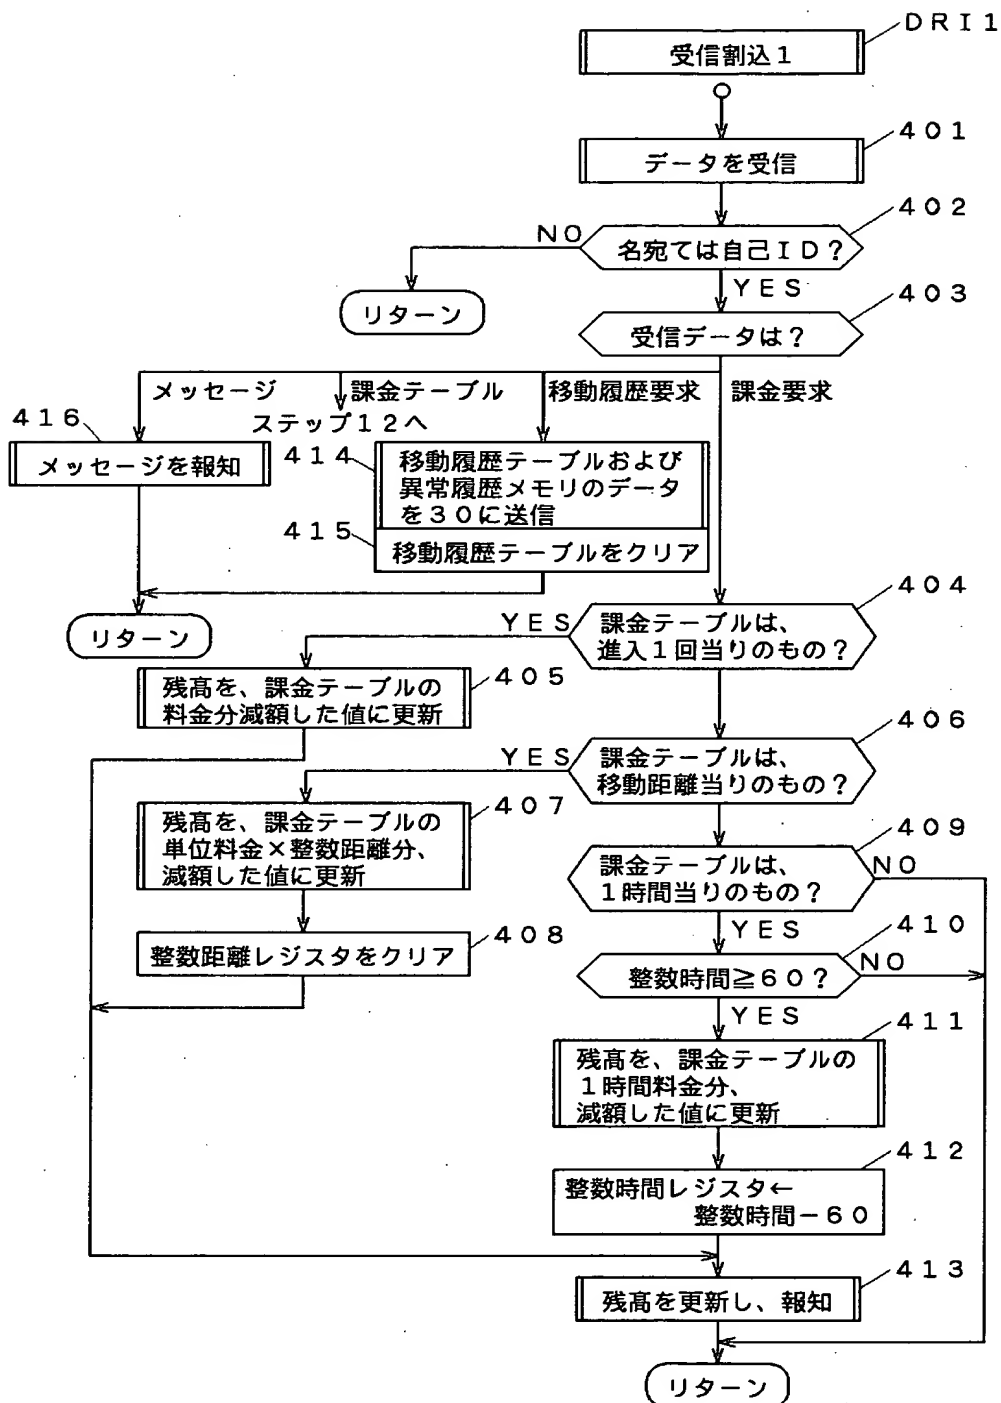 DRI1
受信割込1
401
データを受信
402
NO
名宛ては自己ID?
YES
リターン
403
受信データは?
メッセージ
課金テーブル
移動履歴要求
課金要求
ステップ12へ
416
メッセージを報知
414
移動履歴テーブルおよび
異常履歴メモリのデータ
を30に送信
415
移動履歴テーブルをクリア
リターン
404
YES
課金テーブルは、
進入1回当りのもの?
405
残高を、課金テーブルの
料金分減額した値に更新
406
YES
課金テーブルは、
移動距離当りのもの?
407
残高を、課金テーブルの
単位料金×整数距離分、
減額した値に更新
409
課金テーブルは、
1時間当りのもの?
NO
YES
408
整数距離レジスタをクリア
410
整数時間≧60?
NO
YES
411
残高を、課金テーブルの
1時間料金分、
減額した値に更新
412
整数時間レジスタ←
整数時間-60
413
残高を更新し、報知
リターン